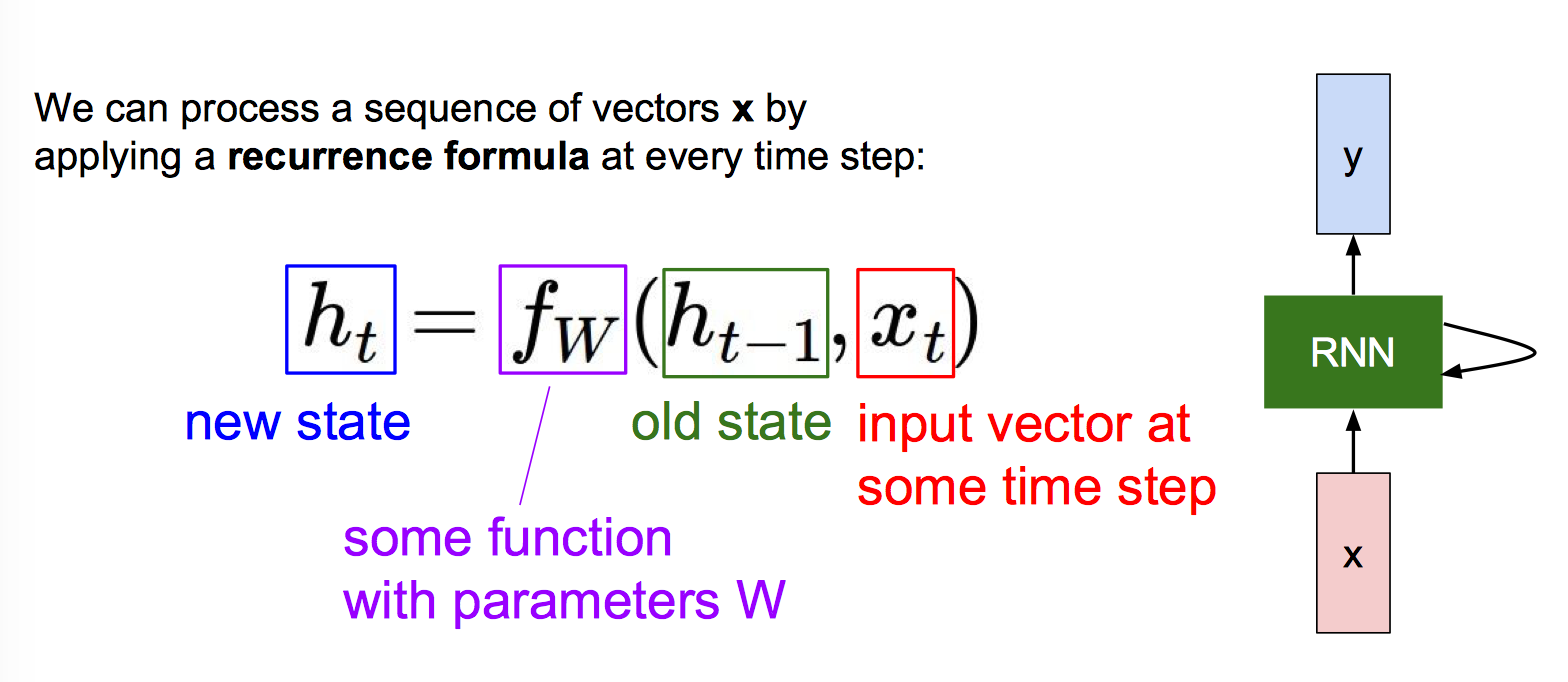 We can process a sequence of vectors x by
applying a recurrence formula at every time step:
h_t = f_W(h_{t-1}, x_t)
new state
old state
input vector at
some time step
some function
with parameters W
y
RNN
x